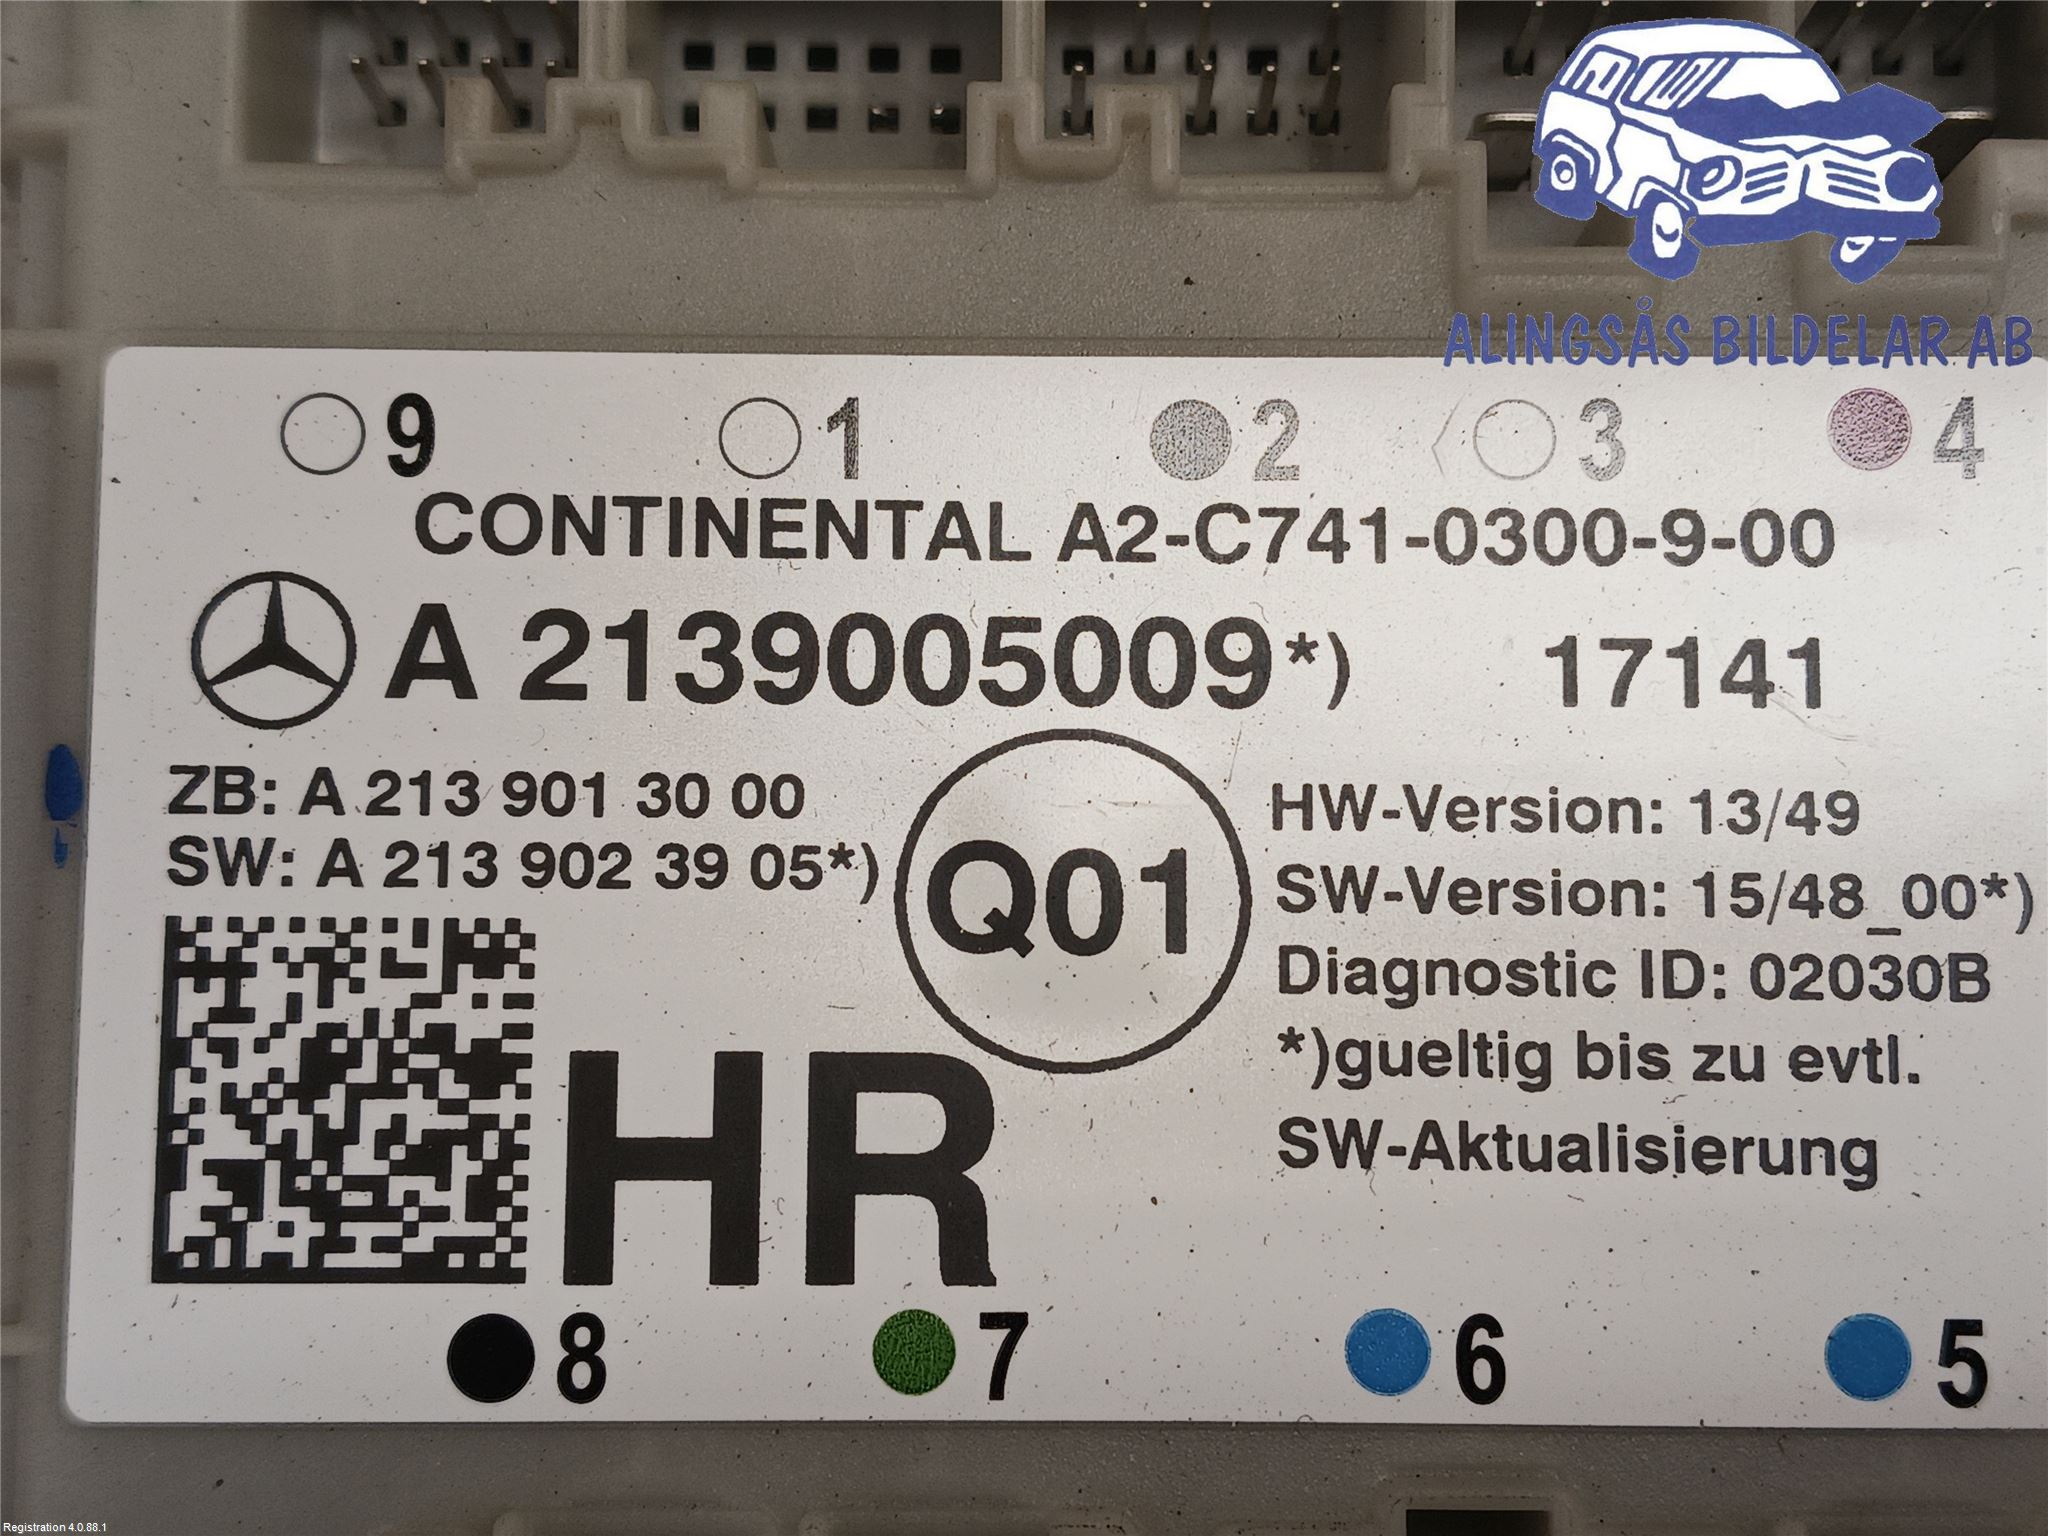 ALINGSÅS BILDELAR AB
9 1 2 3 4
CONTINENTAL A2-C741-0300-9-00
A 2139005009*) 17141
ZB: A 213 901 30 00
SW: A 213 902 39 05*)
Q01
HW-Version: 13/49
SW-Version: 15/48_00*)
Diagnostic ID: 02030B
*)gueltig bis zu evtl.
SW-Aktualisierung
HR
8 7 6 5
Registration 4.0.88.1